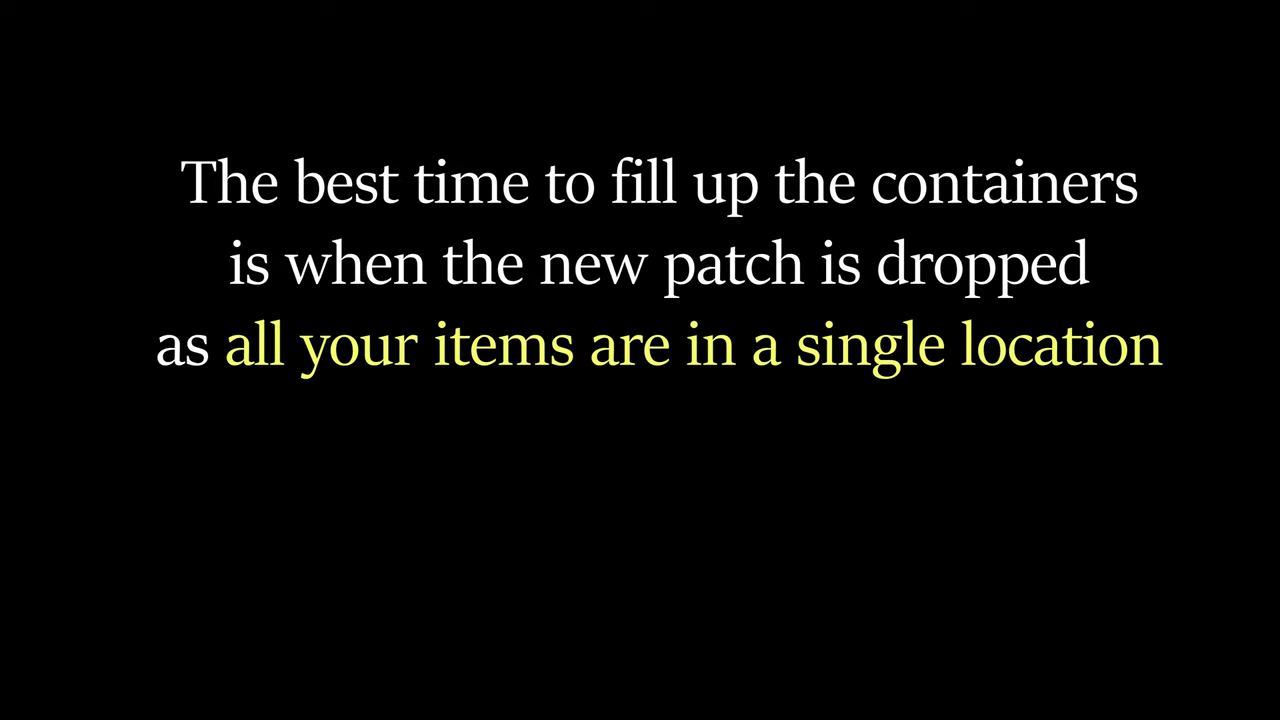 The best time to fill up the containers
is when the new patch is dropped
as all your items are in a single location